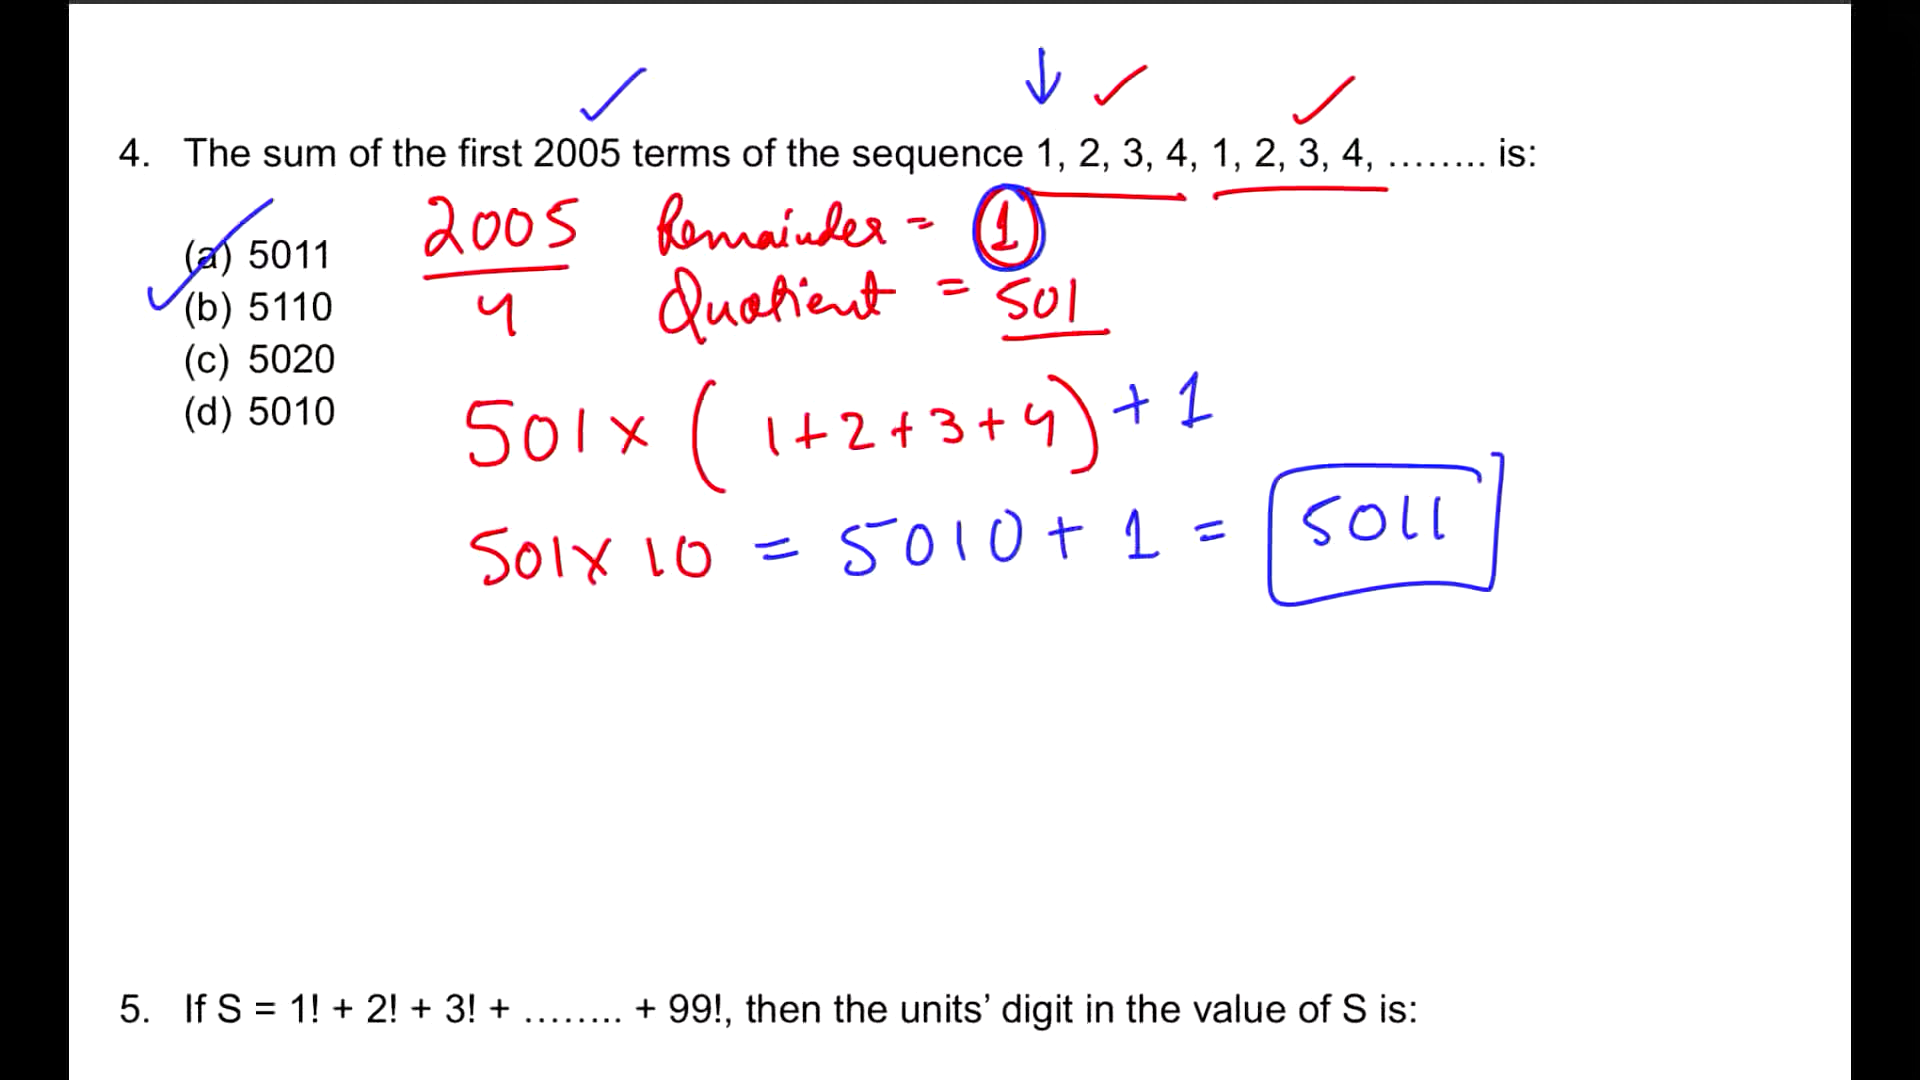 4. The sum of the first 2005 terms of the sequence 1, 2, 3, 4, 1, 2, 3, 4, …….. is:
(a) 5011
(b) 5110
(c) 5020
(d) 5010
2005
4
Remainder = 1
Quotient = 501
501 x ( 1+2+3+4) + 1
501x 10 = 5010 + 1 = 5011
5. If S = 1! + 2! + 3! + …….. + 99!, then the units’ digit in the value of S is: